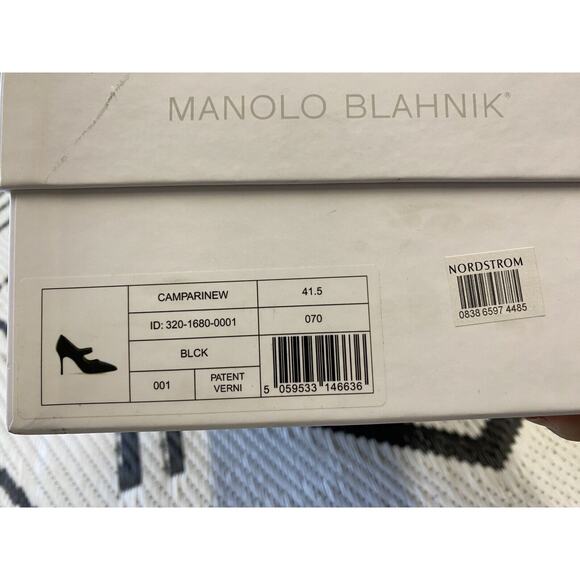 MANOLO BLAHNIK®
NORDSTROM
0838 6597 4485
CAMPARINEW 41.5
ID: 320-1680-0001 070
BLCK
001 PATENT VERNI
5 059533 146636